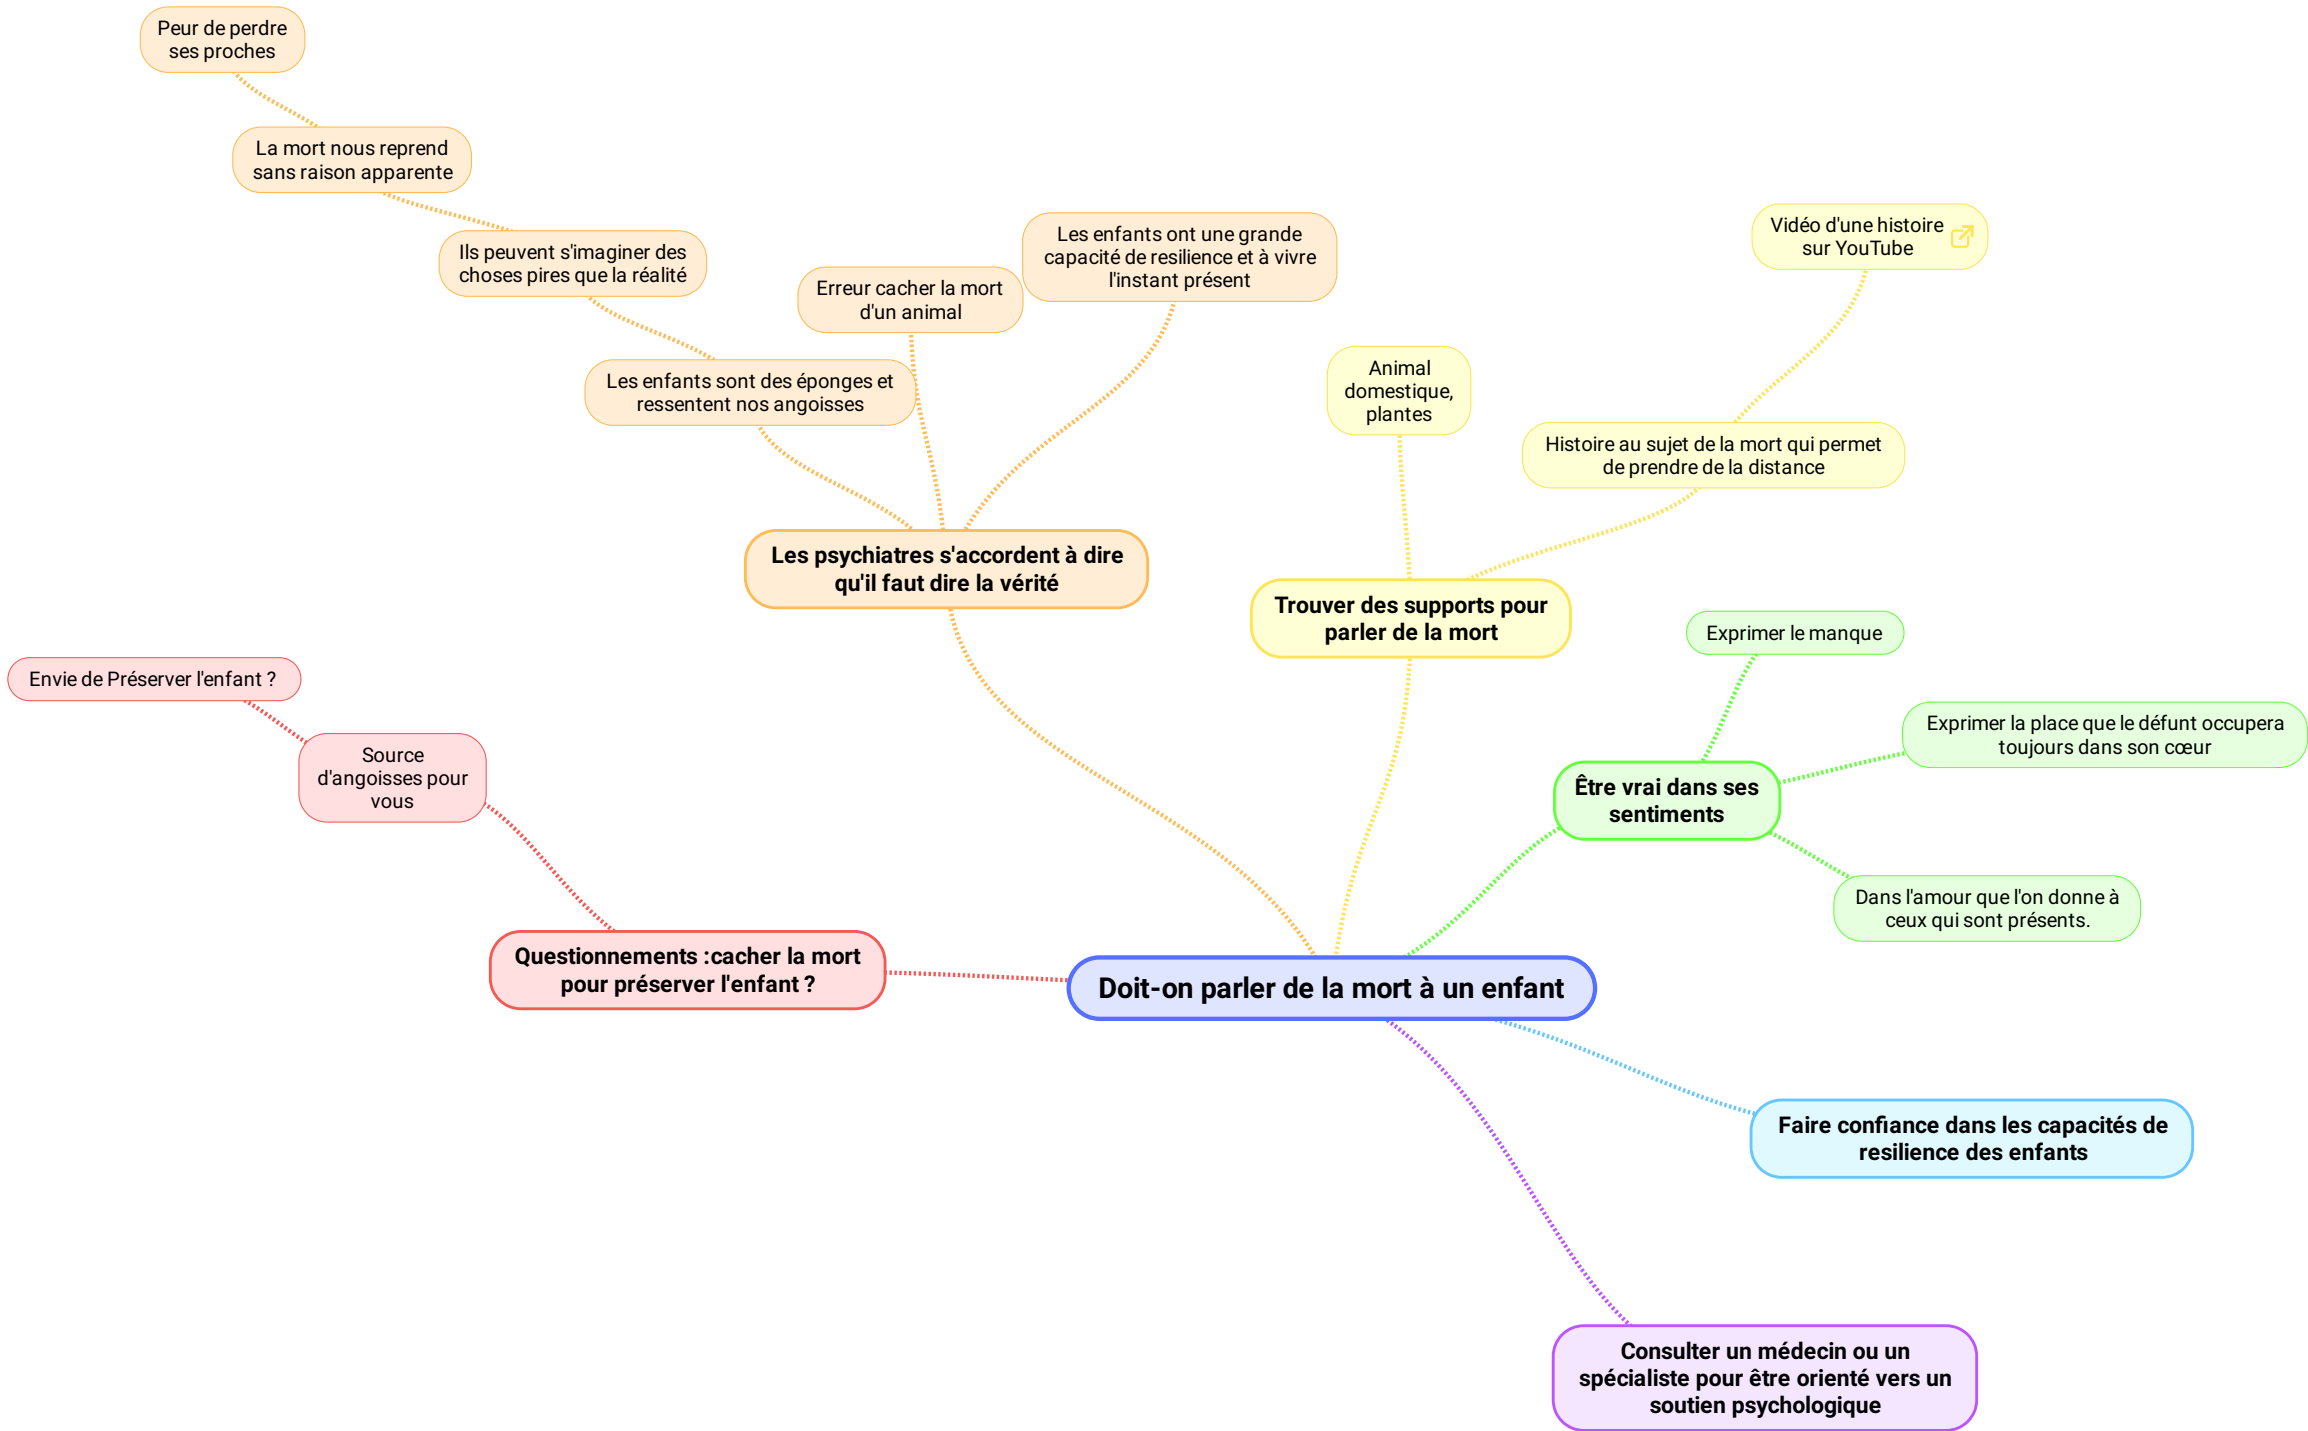 Peur de perdre
ses proches
La mort nous reprend
sans raison apparente
Ils peuvent s'imaginer des
choses pires que la réalité
Les enfants sont des éponges et
ressentent nos angoisses
Erreur cacher la mort
d'un animal
Les enfants ont une grande
capacité de resilience et à vivre
l'instant présent
Les psychiatres s'accordent à dire
qu'il faut dire la vérité
Vidéo d'une histoire
sur YouTube
Animal
domestique,
plantes
Histoire au sujet de la mort qui permet
de prendre de la distance
Trouver des supports pour
parler de la mort
Exprimer le manque
Exprimer la place que le défunt occupera
toujours dans son cœur
Être vrai dans ses
sentiments
Dans l'amour que l'on donne à
ceux qui sont présents.
Envie de Préserver l'enfant ?
Source
d'angoisses pour
vous
Questionnements :cacher la mort
pour préserver l'enfant ?
Doit-on parler de la mort à un enfant
Faire confiance dans les capacités de
resilience des enfants
Consulter un médecin ou un
spécialiste pour être orienté vers un
soutien psychologique